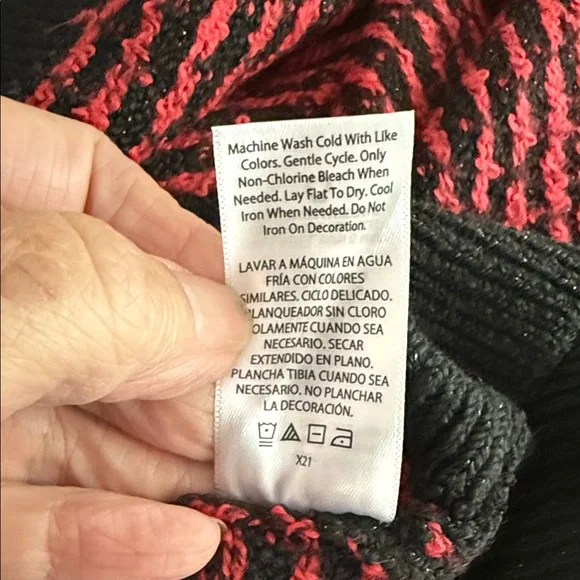 Machine Wash Cold With Like
Colors. Gentle Cycle. Only
Non-Chlorine Bleach When
Needed. Lay Flat To Dry. Cool
Iron When Needed. Do Not
Iron On Decoration.
LAVAR A MÁQUINA EN AGUA
FRÍA CON COLORES
SIMILARES. CICLO DELICADO.
SIN CLORO
CUANDO SEA
NECESARIO. SECAR
EXTENDIDO EN PLANO.
PLANCHA TIBIA CUANDO SEA
NECESARIO. NO PLANCHAR
LA DECORACIÓN.
X21